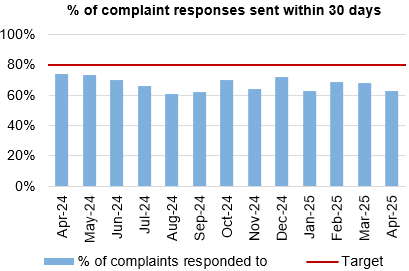 % of complaint responses sent within 30 days
100%
80%
60%
40%
20%
0%
Apr-24
May-24
Jun-24
Jul-24
Aug-24
Sep-24
Oct-24
Nov-24
Dec-24
Jan-25
Feb-25
Mar-25
Apr-25
% of complaints responded to
Target